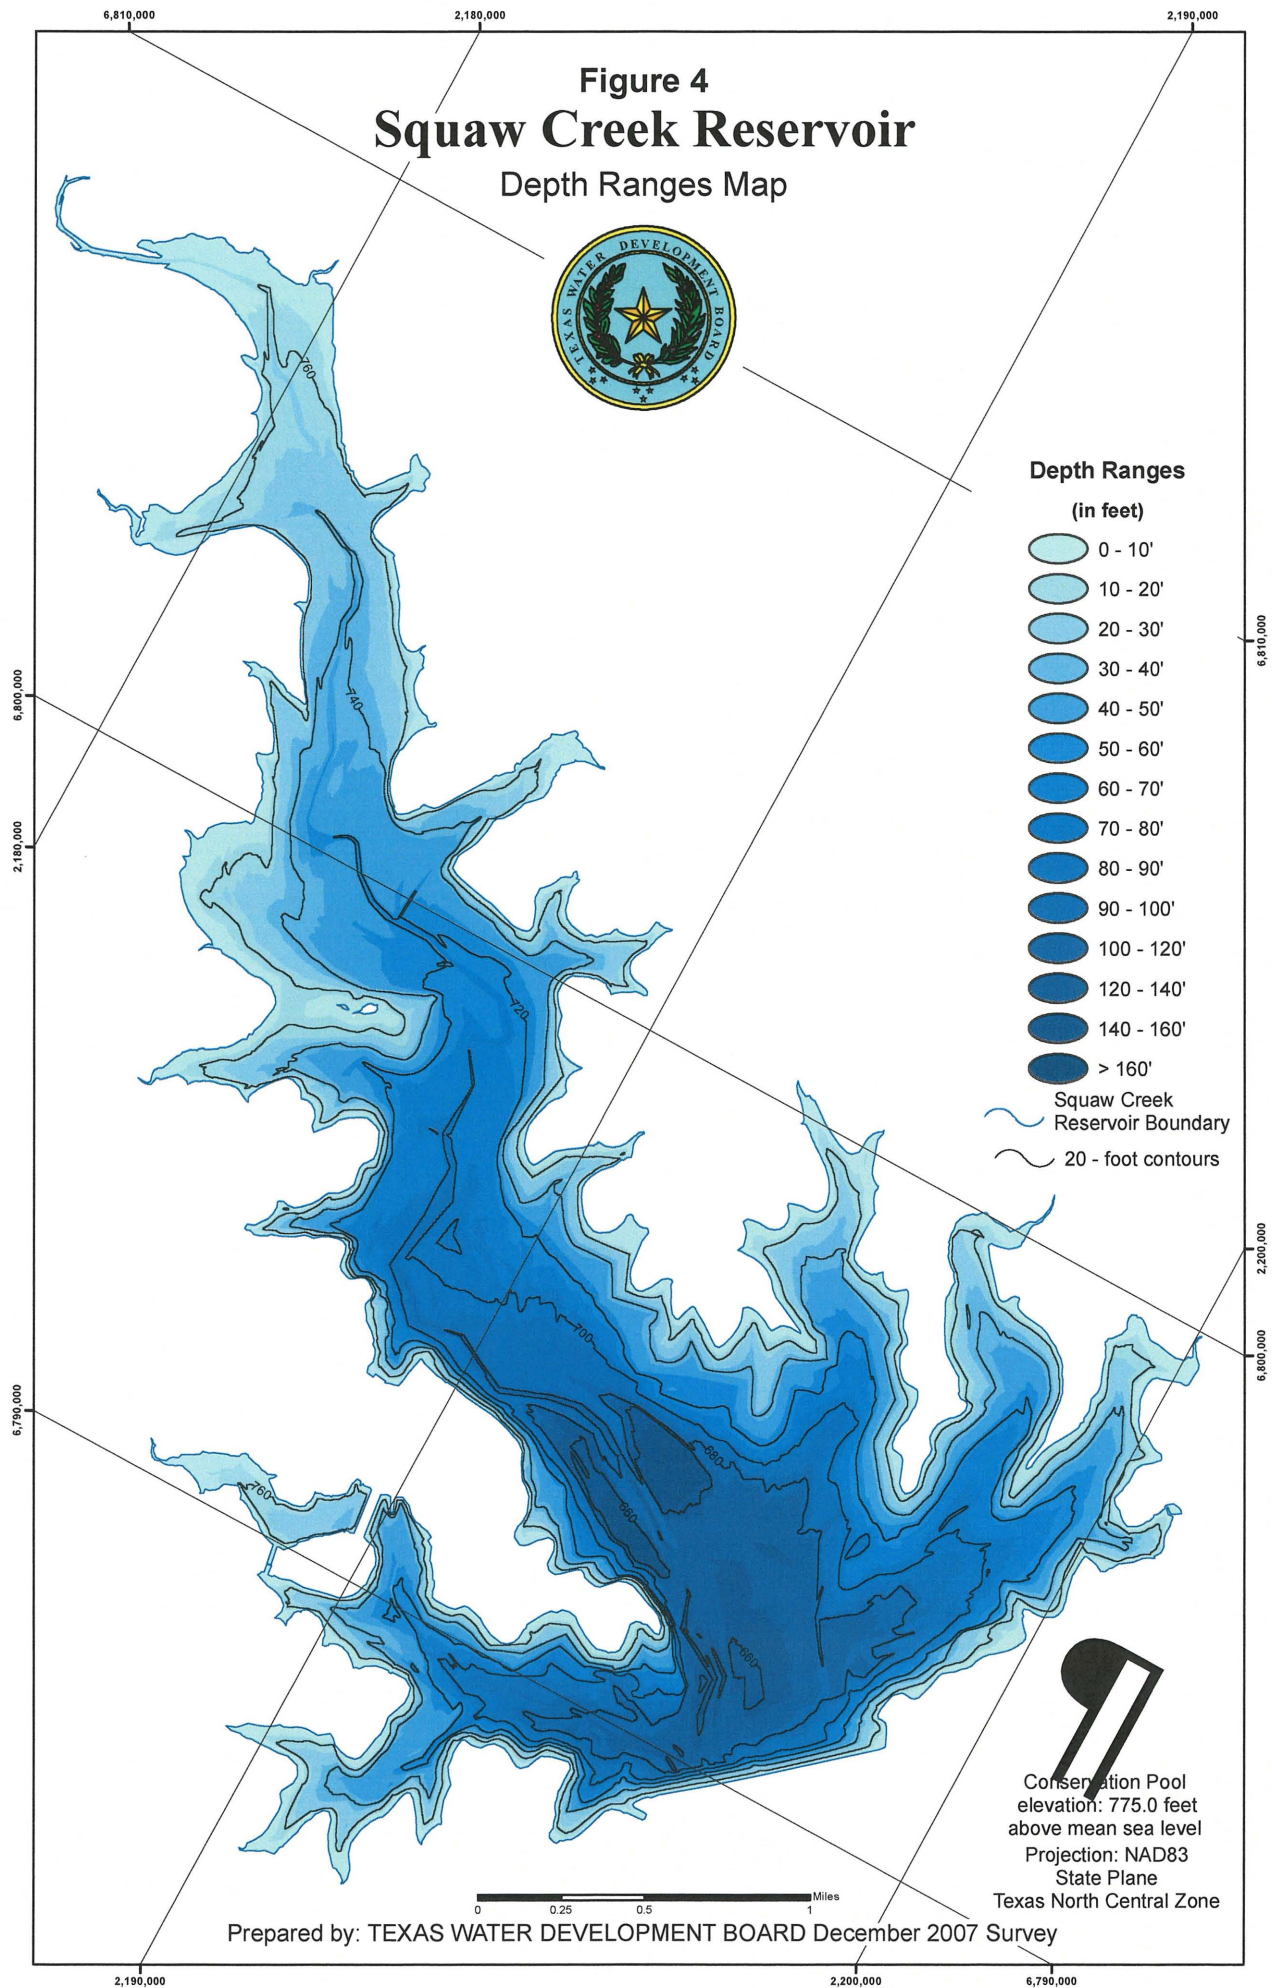 6,810,000
2,180,000
2,190,000
Figure 4
Squaw Creek Reservoir
Depth Ranges Map
TEXAS WATER DEVELOPMENT BOARD
760
Depth Ranges
(in feet)
0 - 10'
10 - 20'
20 - 30'
30 - 40'
40 - 50'
50 - 60'
60 - 70'
70 - 80'
80 - 90'
90 - 100'
100 - 120'
120 - 140'
140 - 160'
> 160'
Squaw Creek
Reservoir Boundary
20 - foot contours
6,810,000
6,800,000
740
2,180,000
720
2,200,000
700
6,800,000
6,790,000
680
760
660
660
Conservation Pool
elevation: 775.0 feet
above mean sea level
Projection: NAD83
State Plane
Texas North Central Zone
Miles
0 0.25 0.5 1
Prepared by: TEXAS WATER DEVELOPMENT BOARD December 2007 Survey
2,190,000
2,200,000
6,790,000